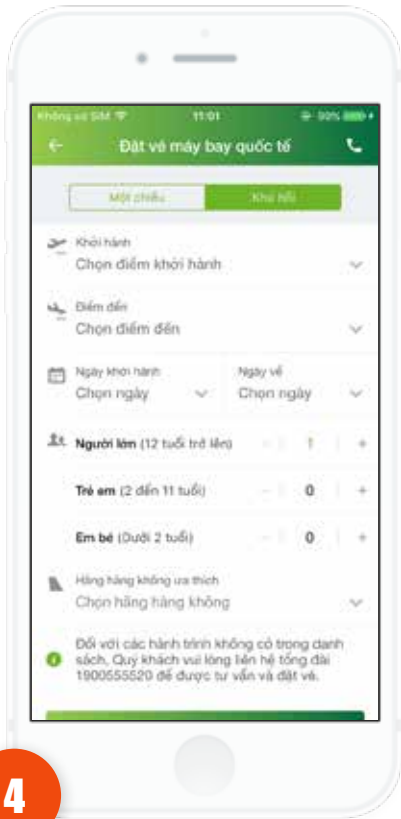 Không có SIM 11:01 90%
Đặt vé máy bay quốc tế
Một chiều Khứ hồi
Khởi hành
Chọn điểm khởi hành
Điểm đến
Chọn điểm đến
Ngày khởi hành Ngày về
Chọn ngày Chọn ngày
Người lớn (12 tuổi trở lên) - 1 +
Trẻ em (2 đến 11 tuổi) - 0 +
Em bé (Dưới 2 tuổi) - 0 +
Hãng hàng không ưa thích
Chọn hãng hàng không
Đối với các hành trình không có trong danh
sách, Quý khách vui lòng liên hệ tổng đài
1900555520 để được tư vấn và đặt vé.
4